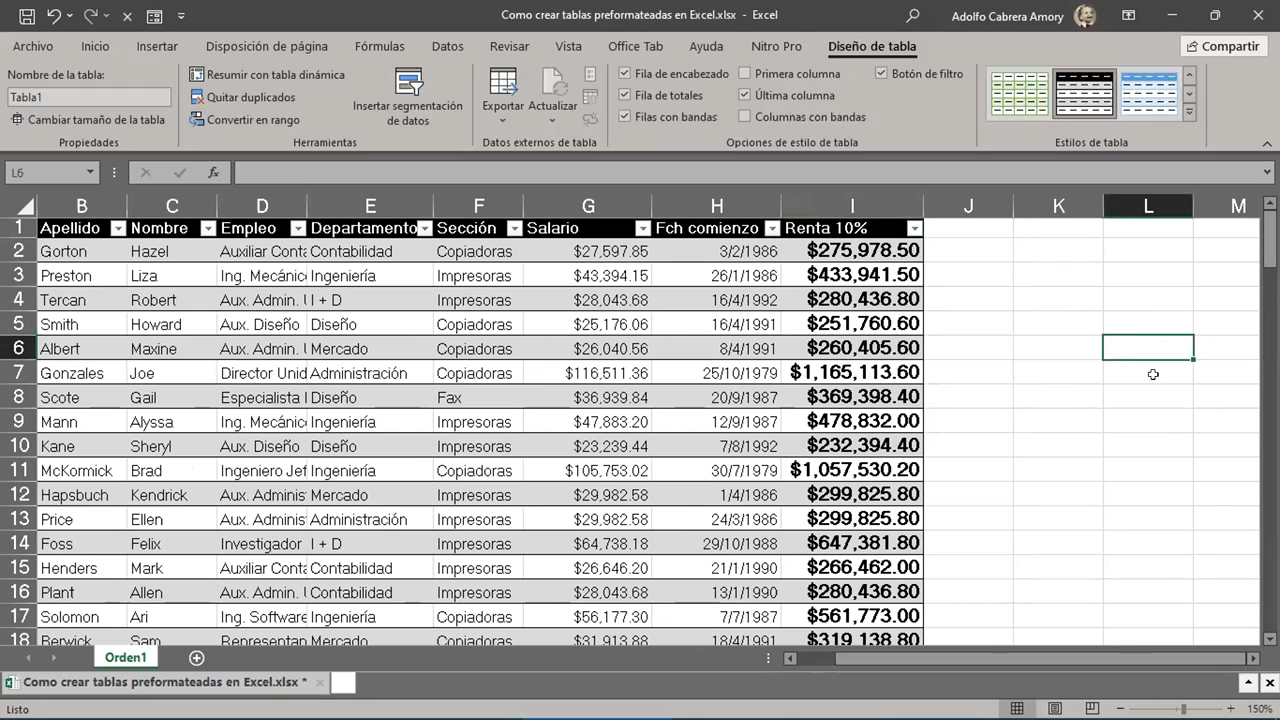 Como crear tablas preformateadas en Excel.xlsx - Excel
Adolfo Cabrera Amory
Archivo Inicio Insertar Disposición de página Fórmulas Datos Revisar Vista Office Tab Ayuda Nitro Pro Diseño de tabla Compartir
Nombre de la tabla:
Tabla1
Cambiar tamaño de la tabla
Propiedades
Resumir con tabla dinámica
Quitar duplicados
Convertir en rango
Insertar segmentación
de datos
Herramientas
Exportar Actualizar
Datos externos de tabla
Fila de encabezado Primera columna Botón de filtro
Fila de totales Última columna
Filas con bandas Columnas con bandas
Opciones de estilo de tabla
Estilos de tabla
L6 fx
B C D E F G H I J K L M
1 Apellido Nombre Empleo Departamento Sección Salario Fch comienzo Renta 10%
2 Gorton Hazel Auxiliar Conta Contabilidad Copiadoras $27,597.85 3/2/1986 $275,978.50
3 Preston Liza Ing. Mecánic Ingeniería Impresoras $43,394.15 26/1/1986 $433,941.50
4 Tercan Robert Aux. Admin. I + D Impresoras $28,043.68 16/4/1992 $280,436.80
5 Smith Howard Aux. Diseño Diseño Copiadoras $25,176.06 16/4/1991 $251,760.60
6 Albert Maxine Aux. Admin. Mercado Copiadoras $26,040.56 8/4/1991 $260,405.60
7 Gonzales Joe Director Unid Administración Copiadoras $116,511.36 25/10/1979 $1,165,113.60
8 Scote Gail Especialista Diseño Fax $36,939.84 20/9/1987 $369,398.40
9 Mann Alyssa Ing. Mecánic Ingeniería Copiadoras $47,883.20 12/9/1987 $478,832.00
10 Kane Sheryl Aux. Diseño Diseño Copiadoras $23,239.44 7/8/1992 $232,394.40
11 McKormick Brad Ingeniero Jef Ingeniería Copiadoras $105,753.02 30/7/1979 $1,057,530.20
12 Hapsbuch Kendrick Aux. Adminis Mercado Impresoras $29,982.58 1/4/1986 $299,825.80
13 Price Ellen Aux. Adminis Administración Impresoras $29,982.58 24/3/1986 $299,825.80
14 Foss Felix Investigador I + D Impresoras $64,738.18 29/10/1988 $647,381.80
15 Henders Mark Auxiliar Conta Contabilidad Copiadoras $26,646.20 21/1/1990 $266,462.00
16 Plant Allen Aux. Admin. Contabilidad Copiadoras $28,043.68 13/1/1990 $280,436.80
17 Solomon Ari Ing. Software Ingeniería Copiadoras $56,177.30 7/7/1987 $561,773.00
18 Berwick Sam Representan Mercado Copiadoras $31,913.88 18/4/1991 $319,138.80
Orden1
Como crear tablas preformateadas en Excel.xlsx *
Listo 150%